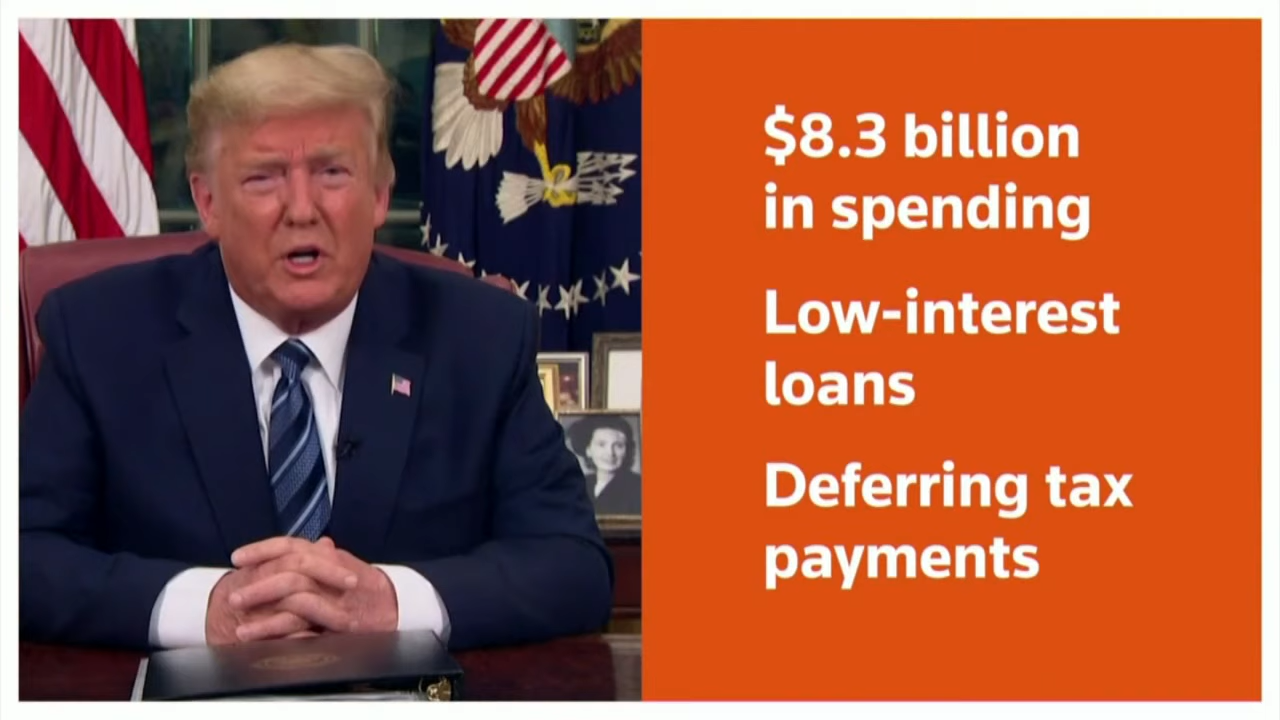 $8.3 billion
in spending
Low-interest
loans
Deferring tax
payments